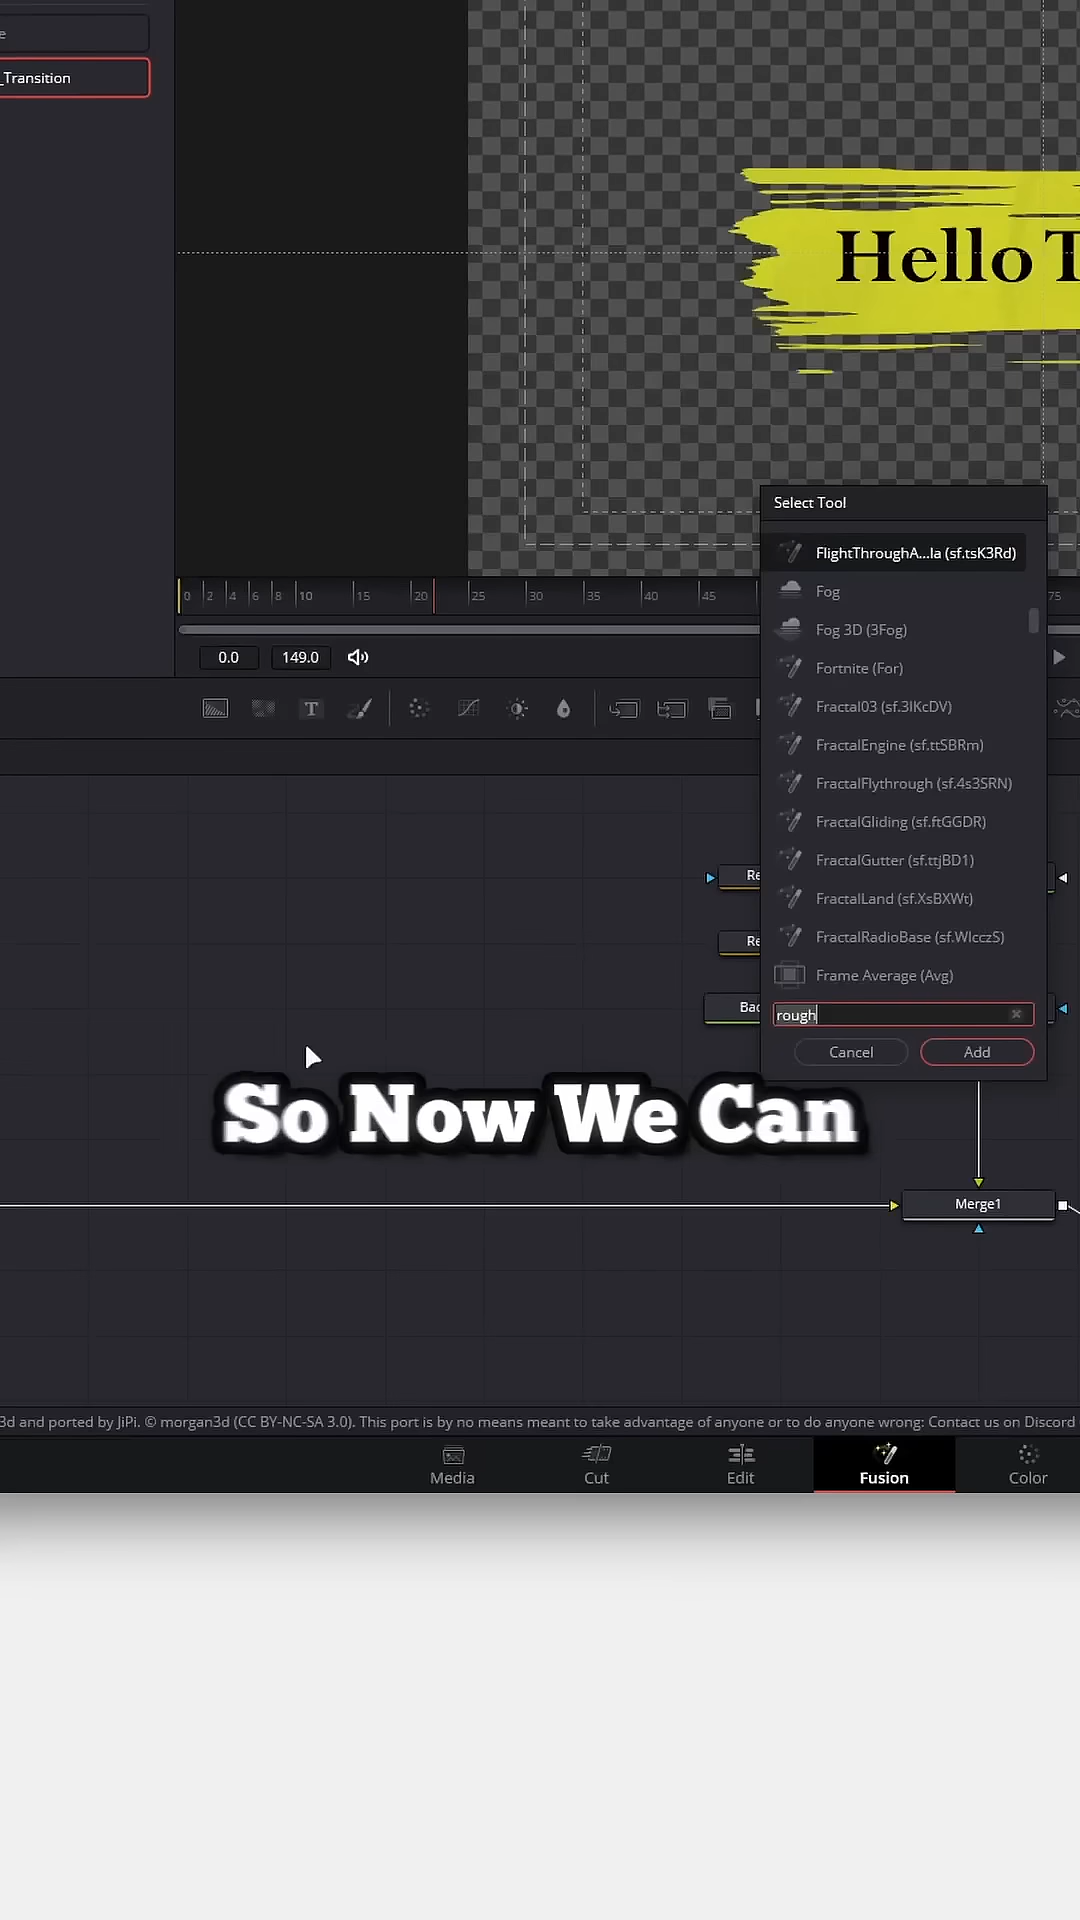 e
_Transition
Hello T
Select Tool
FlightThroughA...la (sf.tsK3Rd)
Fog
Fog 3D (3Fog)
Fortnite (For)
Fractal03 (sf.3lKcDV)
FractalEngine (sf.ttSBRm)
FractalFlythrough (sf.4s3SRN)
FractalGliding (sf.ftGGDR)
FractalGutter (sf.ttjBD1)
FractalLand (sf.XsBXWt)
FractalRadioBase (sf.WlcczS)
Frame Average (Avg)
rough
Cancel Add
0 2 4 6 8 10 15 20 25 30 35 40 45 75
0.0 149.0
T
Re
Re
Bac
So Now We Can
Merge1
3d and ported by JiPi. © morgan3d (CC BY-NC-SA 3.0). This port is by no means meant to take advantage of anyone or to do anyone wrong: Contact us on Discord
Media Cut Edit Fusion Color